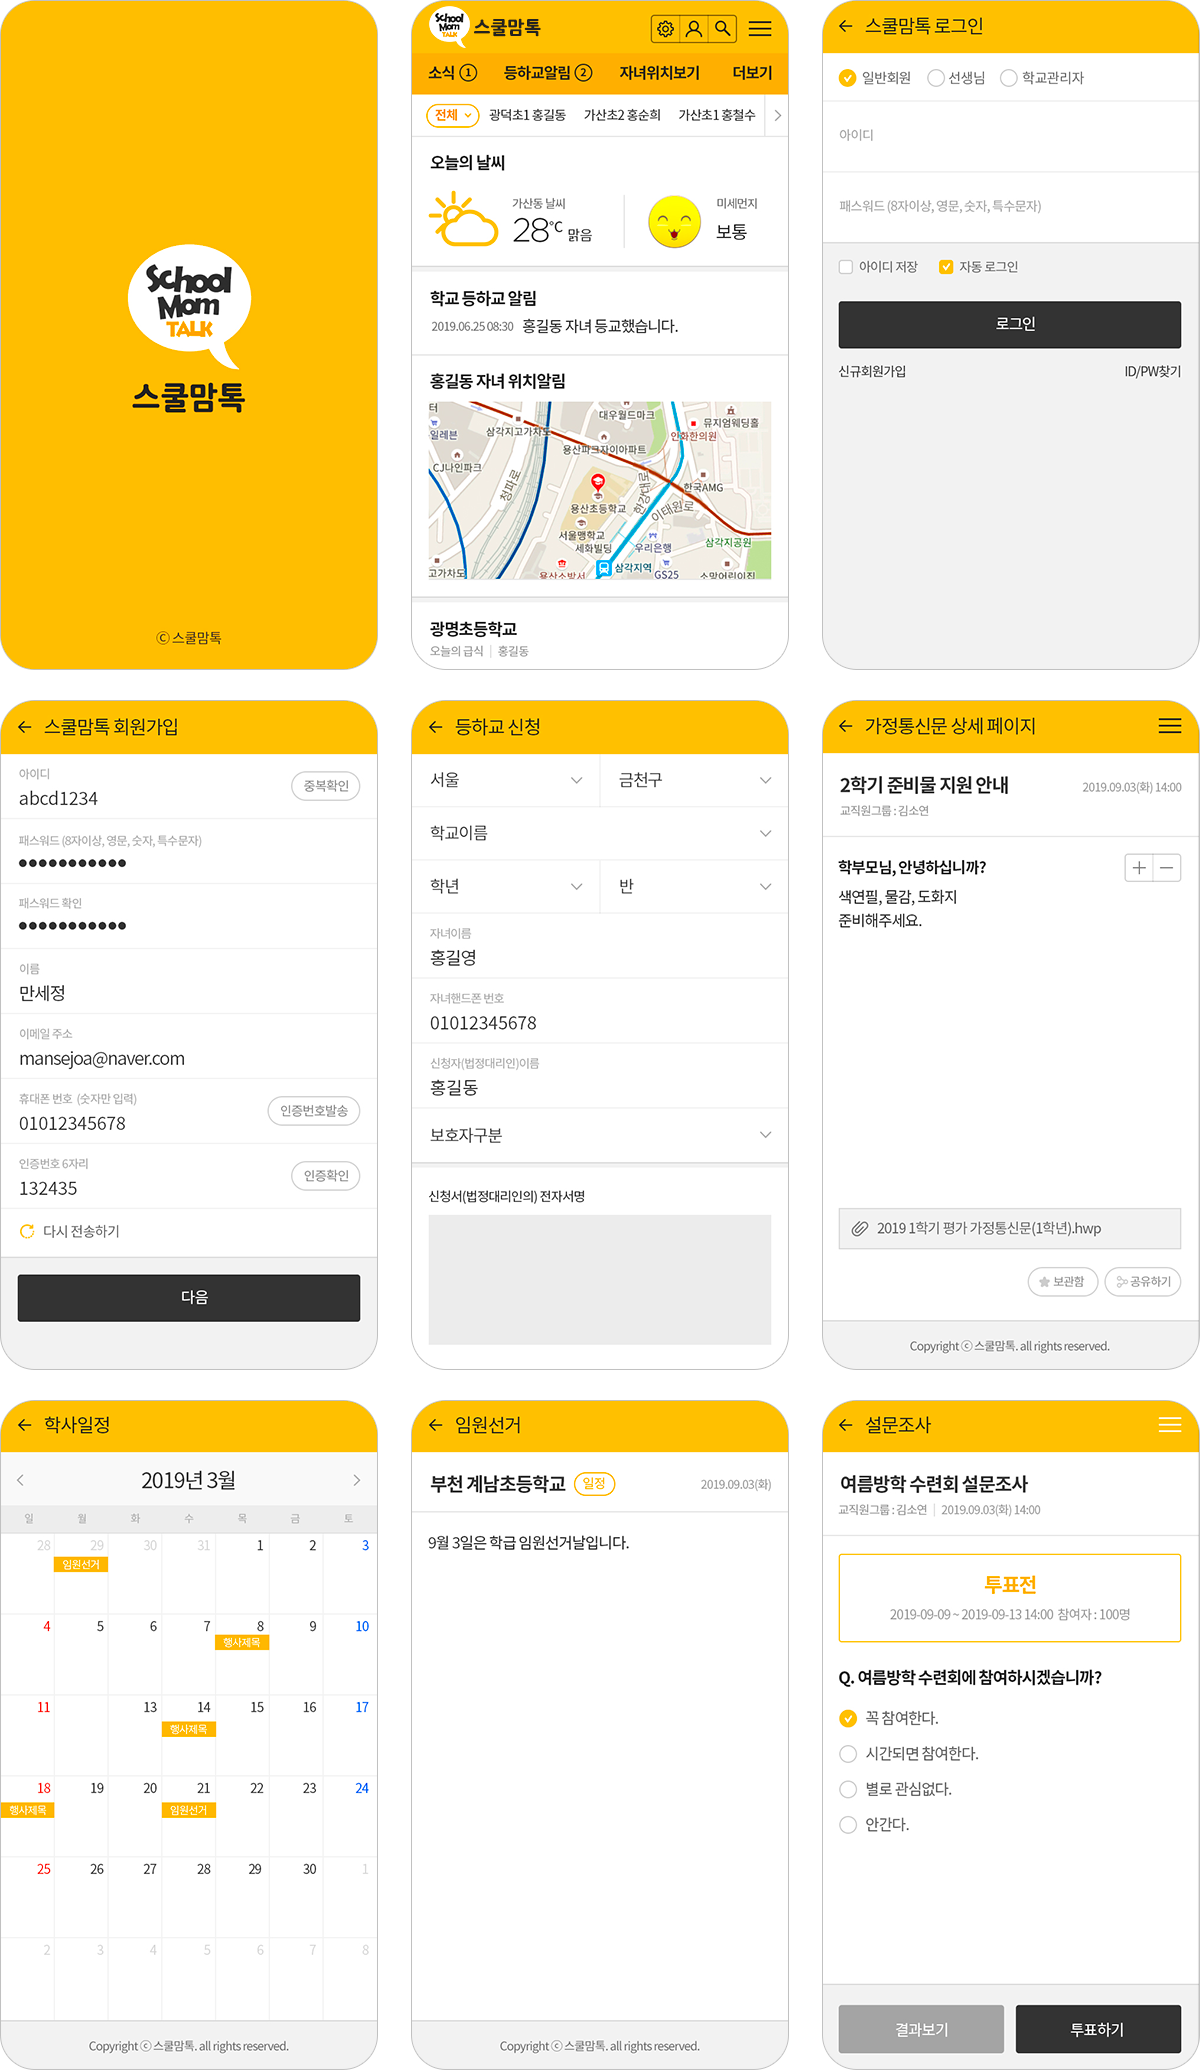 School
Mom
TALK
스쿨맘톡
ⓒ 스쿨맘톡
School
Mom
TALK
스쿨맘톡
소식 1 등하교알림 2 자녀위치보기 더보기
전체 광덕초1 홍길동 가산초2 홍순희 가산초1 홍철수
오늘의 날씨
가산동 날씨
28℃ 맑음
미세먼지
보통
학교 등하교 알림
2019.06.25 08:30 홍길동 자녀 등교했습니다.
홍길동 자녀 위치알림
터
대우월드마크
뮤지엄웨딩홀
일레븐
삼각지고가차도
안화한의원
용산파크자이아파트
CJ나인파크
청파로
한강대로
한국AMG
용산초등학교
이태원로
서울맹학교
세화빌딩
우리은행
삼각지공원
고가차도
용산소방서
삼각지역
GS25
소망어린이집
광명초등학교
오늘의 급식 | 홍길동
스쿨맘톡 로그인
일반회원 선생님 학교관리자
아이디
패스워드 (8자이상, 영문, 숫자, 특수문자)
아이디 저장 자동 로그인
로그인
신규회원가입 ID/PW찾기
스쿨맘톡 회원가입
아이디
abcd1234
중복확인
패스워드 (8자이상, 영문, 숫자, 특수문자)
●●●●●●●●●●●
패스워드 확인
●●●●●●●●●●●
이름
만세정
이메일 주소
mansejoa@naver.com
휴대폰 번호 (숫자만 입력)
01012345678
인증번호발송
인증번호 6자리
132435
인증확인
다시 전송하기
다음
등하교 신청
서울 금천구
학교이름
학년 반
자녀이름
홍길영
자녀핸드폰 번호
01012345678
신청자(법정대리인)이름
홍길동
보호자구분
신청서(법정대리인의) 전자서명
가정통신문 상세 페이지
2학기 준비물 지원 안내 2019.09.03(화) 14:00
교직원그룹 : 김소연
학부모님, 안녕하십니까?
색연필, 물감, 도화지
준비해주세요.
2019 1학기 평가 가정통신문(1학년).hwp
보관함 공유하기
Copyright ⓒ 스쿨맘톡. all rights reserved.
학사일정
2019년 3월
일 월 화 수 목 금 토
28 29 30 31 1 2 3
임원선거
4 5 6 7 8 9 10
행사제목
11 13 14 15 16 17
행사제목
18 19 20 21 22 23 24
행사제목 임원선거
25 26 27 28 29 30 1
2 3 4 5 6 7 8
Copyright ⓒ 스쿨맘톡. all rights reserved.
임원선거
부천 계남초등학교 일정 2019.09.03(화)
9월 3일은 학급 임원선거날입니다.
Copyright ⓒ 스쿨맘톡. all rights reserved.
설문조사
여름방학 수련회 설문조사
교직원그룹 : 김소연 | 2019.09.03(화) 14:00
투표전
2019-09-09 ~ 2019-09-13 14:00 참여자 : 100명
Q. 여름방학 수련회에 참여하시겠습니까?
꼭 참여한다.
시간되면 참여한다.
별로 관심없다.
안간다.
결과보기 투표하기